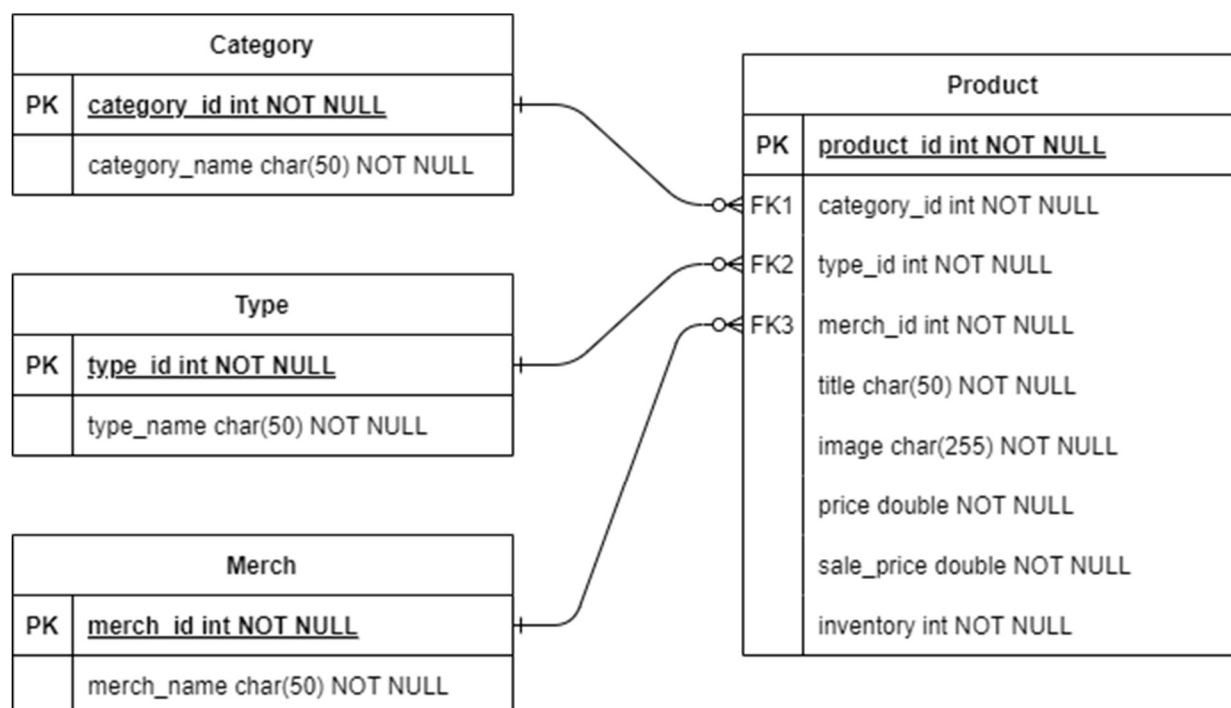 Category
PK category_id int NOT NULL
category_name char(50) NOT NULL
Type
PK type_id int NOT NULL
type_name char(50) NOT NULL
Merch
PK merch_id int NOT NULL
merch_name char(50) NOT NULL
Product
PK product_id int NOT NULL
FK1 category_id int NOT NULL
FK2 type_id int NOT NULL
FK3 merch_id int NOT NULL
title char(50) NOT NULL
image char(255) NOT NULL
price double NOT NULL
sale_price double NOT NULL
inventory int NOT NULL